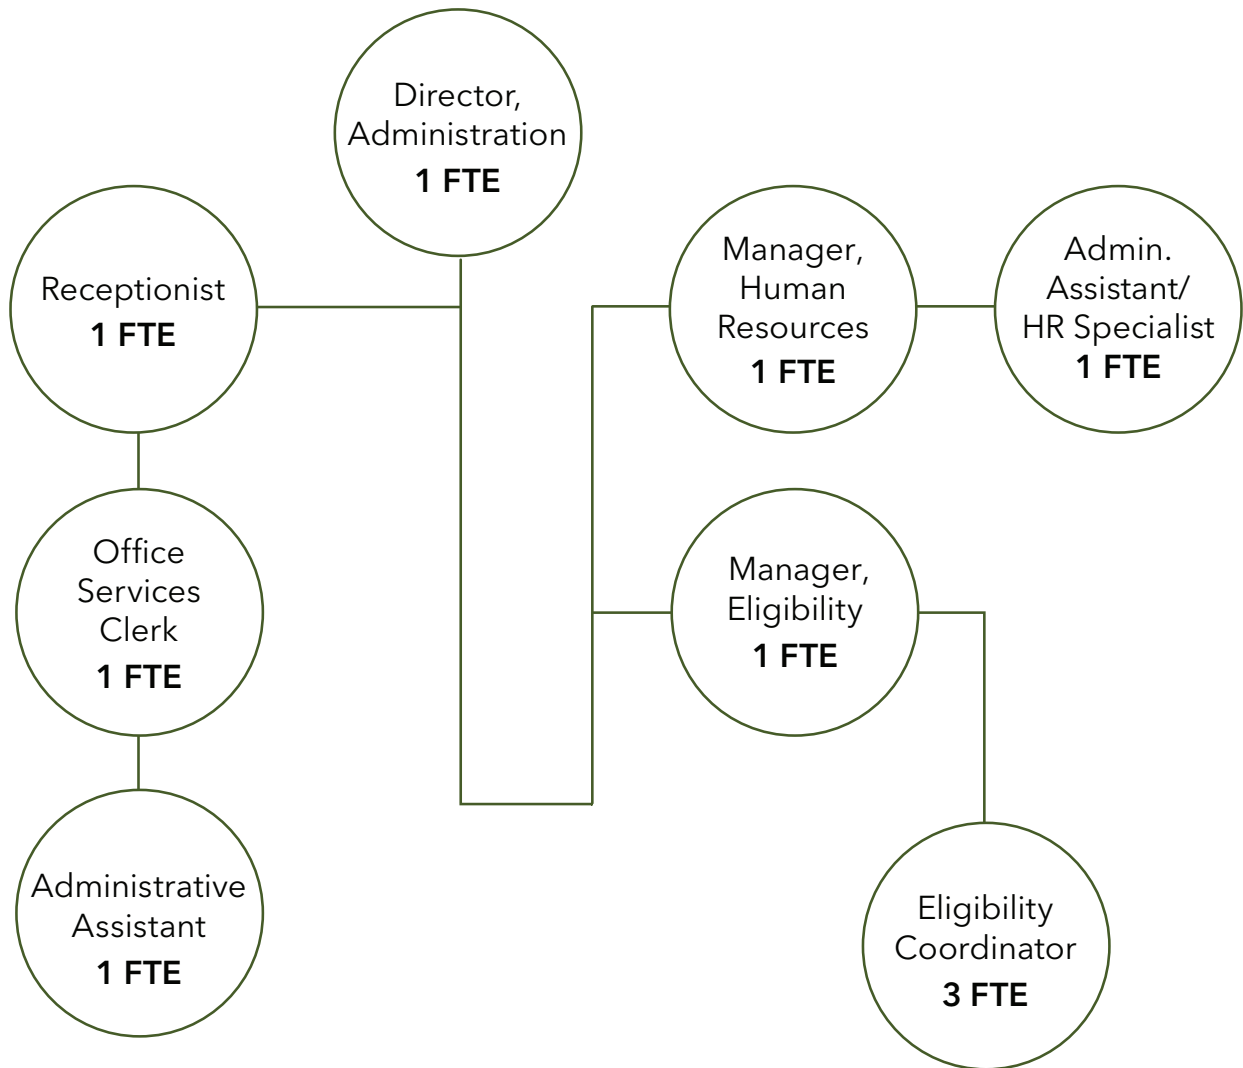 Director,
Administration
1 FTE
Receptionist
1 FTE
Manager,
Human
Resources
1 FTE
Admin.
Assistant/
HR Specialist
1 FTE
Office
Services
Clerk
1 FTE
Manager,
Eligibility
1 FTE
Administrative
Assistant
1 FTE
Eligibility
Coordinator
3 FTE